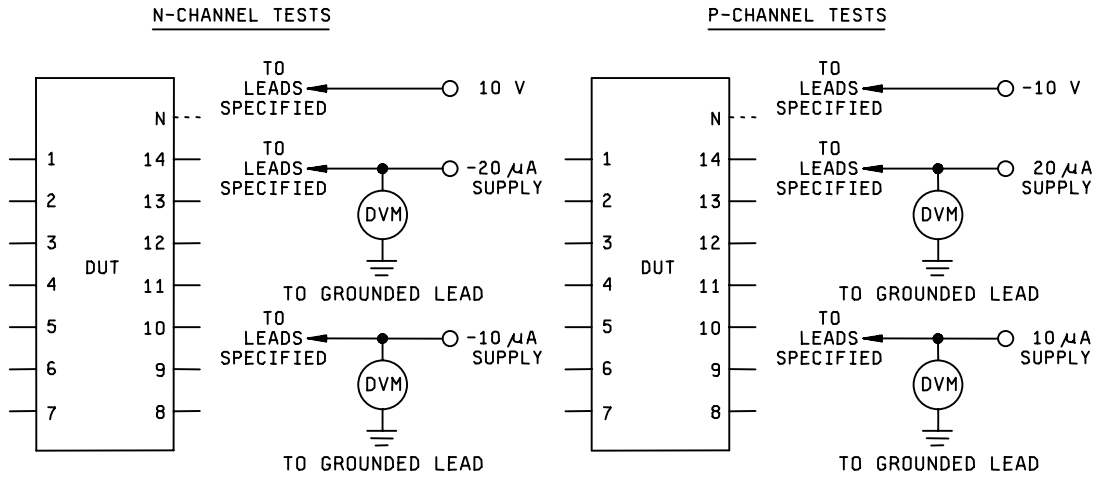 N-CHANNEL TESTS
TO
LEADS
SPECIFIED
10 V
N
1
14
TO
LEADS
SPECIFIED
-20 μA
SUPPLY
2
13
DVM
3
12
DUT
4
11
TO GROUNDED LEAD
5
10
TO
LEADS
SPECIFIED
-10 μA
SUPPLY
6
9
DVM
7
8
TO GROUNDED LEAD
P-CHANNEL TESTS
TO
LEADS
SPECIFIED
-10 V
N
1
14
TO
LEADS
SPECIFIED
20 μA
SUPPLY
2
13
DVM
3
12
DUT
4
11
TO GROUNDED LEAD
5
10
TO
LEADS
SPECIFIED
10 μA
SUPPLY
6
9
DVM
7
8
TO GROUNDED LEAD